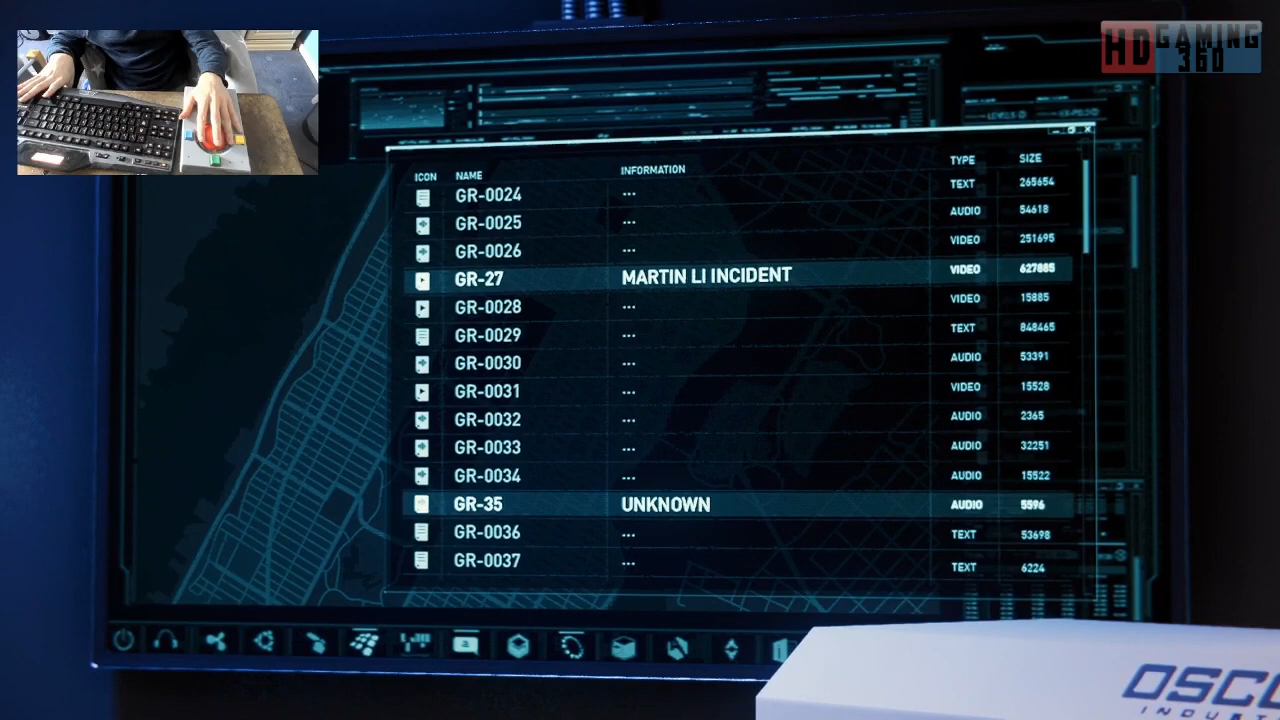 HD GAMING 360
ICON NAME INFORMATION TYPE SIZE
GR-0024 ... TEXT 265654
GR-0025 ... AUDIO 54618
GR-0026 ... VIDEO 251695
GR-27 MARTIN LI INCIDENT VIDEO 627885
GR-0028 ... VIDEO 15885
GR-0029 ... TEXT 848465
GR-0030 ... AUDIO 53391
GR-0031 ... VIDEO 15528
GR-0032 ... AUDIO 2365
GR-0033 ... AUDIO 32251
GR-0034 ... AUDIO 15522
GR-35 UNKNOWN AUDIO 5596
GR-0036 ... TEXT 53698
GR-0037 ... TEXT 6224
OSCO
INDUST